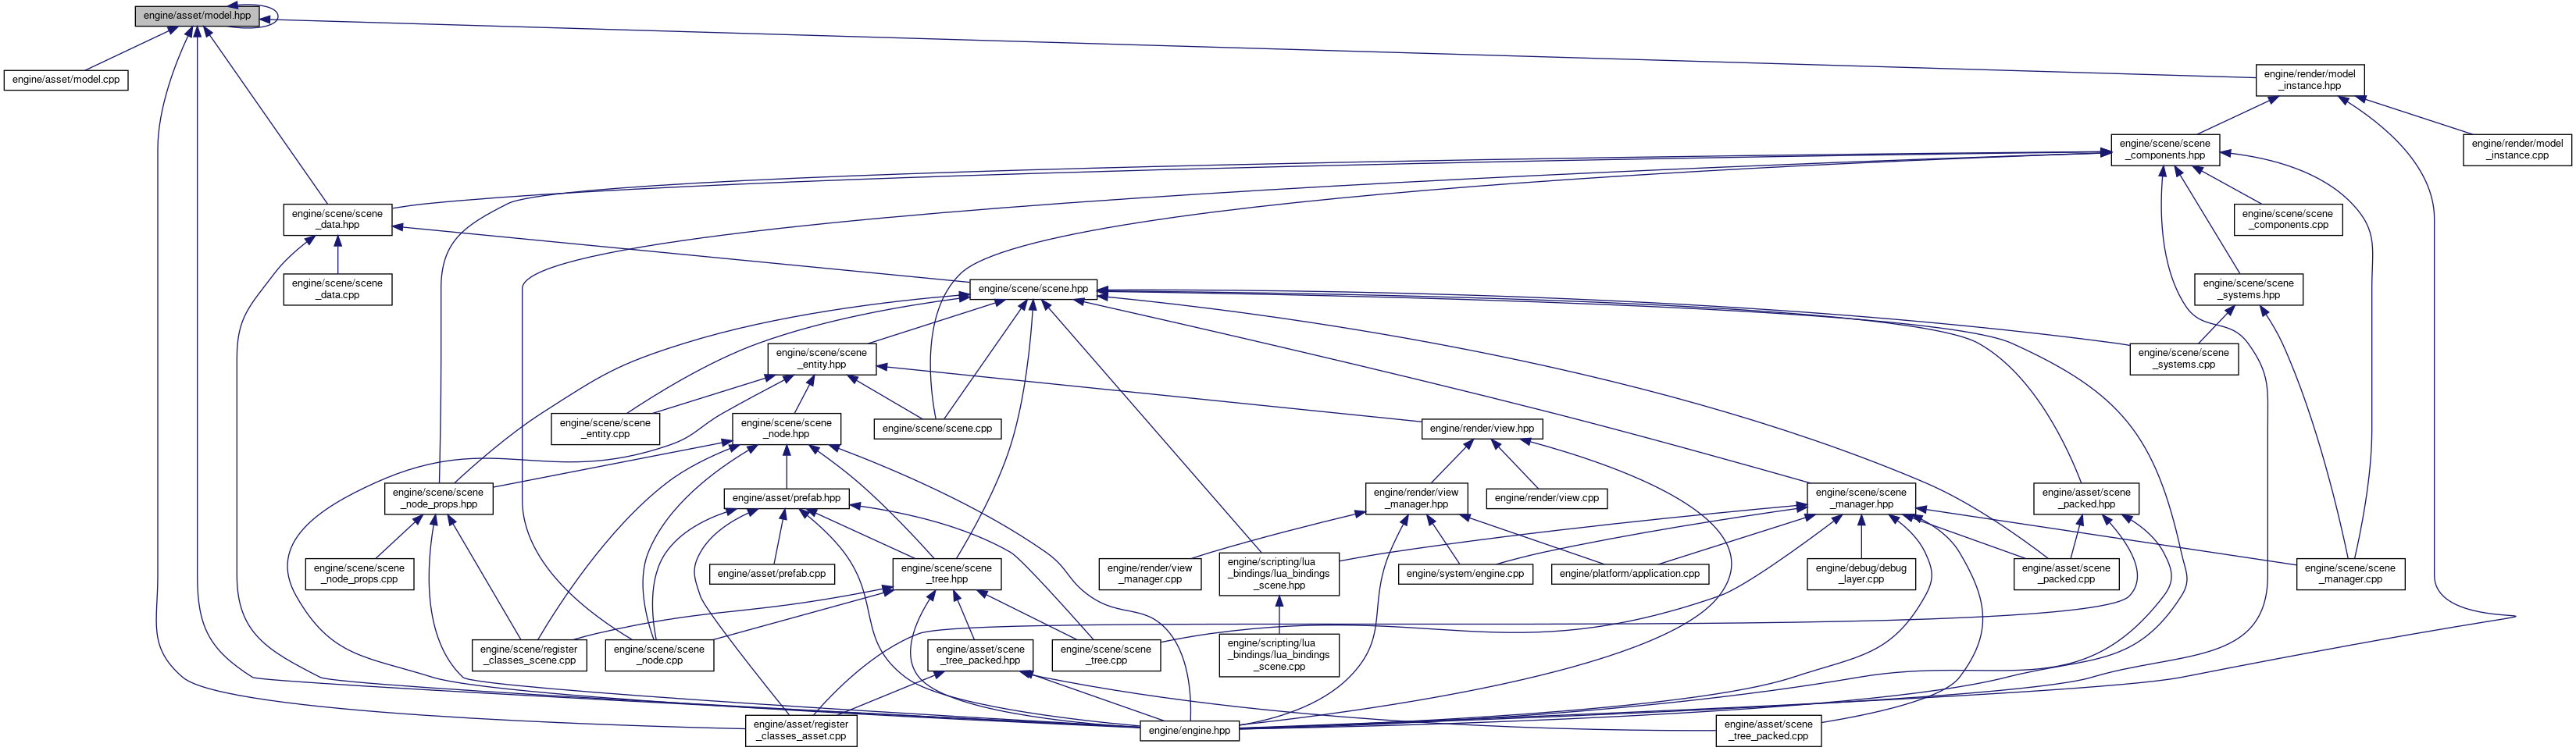 engine/asset/model.hpp
engine/asset/model.cpp
engine/render/model
_instance.hpp
engine/scene/scene
_components.hpp
engine/render/model
_instance.cpp
engine/scene/scene
_data.hpp
engine/scene/scene
_components.cpp
engine/scene/scene
_data.cpp
engine/scene/scene.hpp
engine/scene/scene
_systems.hpp
engine/scene/scene
_entity.hpp
engine/scene/scene
_systems.cpp
engine/scene/scene
_entity.cpp
engine/scene/scene
_node.hpp
engine/scene/scene.cpp
engine/render/view.hpp
engine/scene/scene
_node_props.hpp
engine/asset/prefab.hpp
engine/render/view
_manager.hpp
engine/render/view.cpp
engine/scene/scene
_manager.hpp
engine/asset/scene
_packed.hpp
engine/scene/scene
_node_props.cpp
engine/asset/prefab.cpp
engine/scene/scene
_tree.hpp
engine/render/view
_manager.cpp
engine/scripting/lua
_bindings/lua_bindings
_scene.hpp
engine/system/engine.cpp
engine/platform/application.cpp
engine/debug/debug
_layer.cpp
engine/asset/scene
_packed.cpp
engine/scene/scene
_manager.cpp
engine/scene/register
_classes_scene.cpp
engine/scene/scene
_node.cpp
engine/asset/scene
_tree_packed.hpp
engine/scene/scene
_tree.cpp
engine/scripting/lua
_bindings/lua_bindings
_scene.cpp
engine/asset/register
_classes_asset.cpp
engine/engine.hpp
engine/asset/scene
_tree_packed.cpp